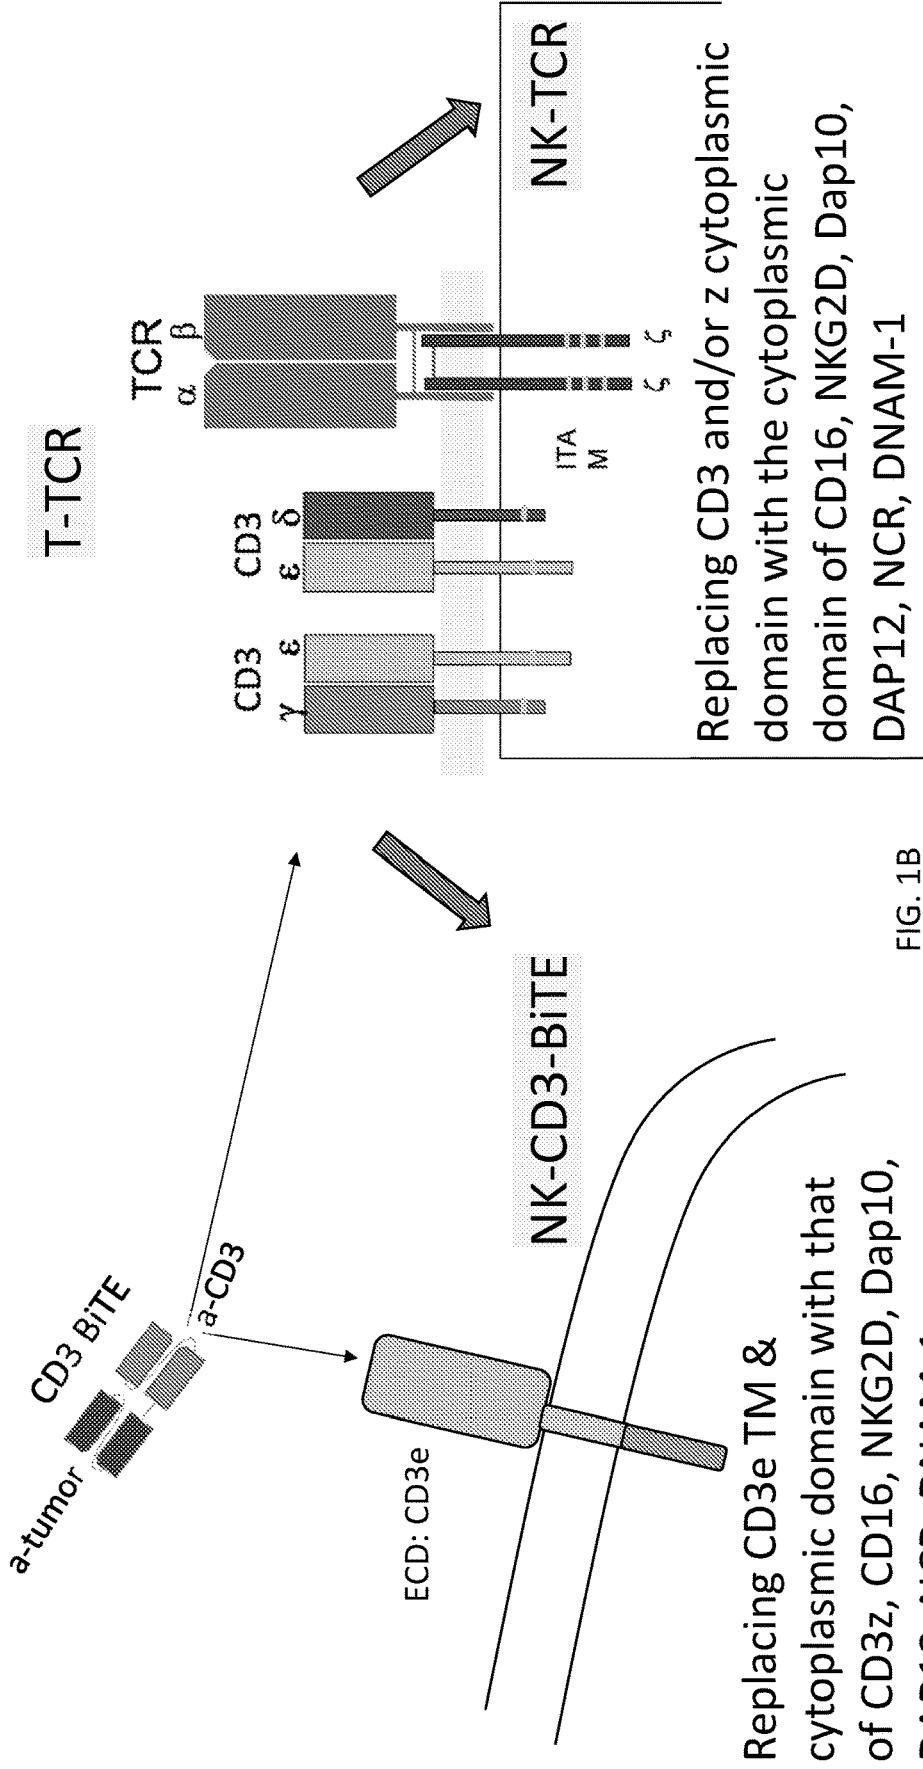 T-TCR
TCR
α β
CD3 CD3
γ ε ε δ
ITA
M
ζ ζ
NK-TCR
Replacing CD3 and/or z cytoplasmic
domain with the cytoplasmic
domain of CD16, NKG2D, Dap10,
DAP12, NCR, DNAM-1
a-tumor
CD3 BiTE
a-CD3
ECD: CD3e
NK-CD3-BiTE
Replacing CD3e TM &
cytoplasmic domain with that
of CD3z, CD16, NKG2D, Dap10,
FIG. 1B